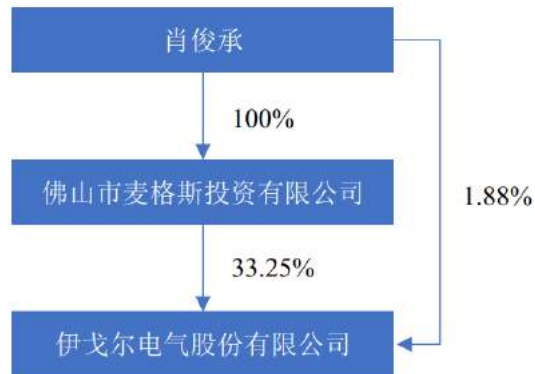 肖俊承
100%
佛山市麦格斯投资有限公司
1.88%
33.25%
伊戈尔电气股份有限公司